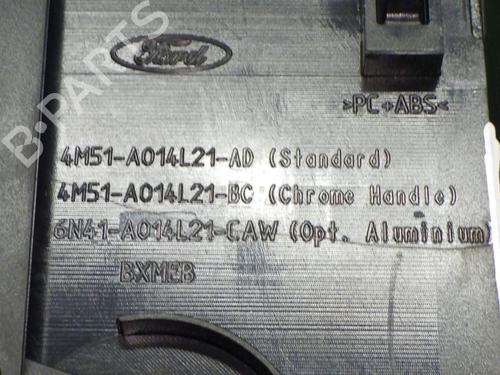 Ford
>PC+ABS<
4M51-A014L21-AD (Standard)
4M51-A014L21-BC (Chrome Handle)
6N41-A014L21-CAW (Opt. Aluminium)
BXMEB
B-PARTS